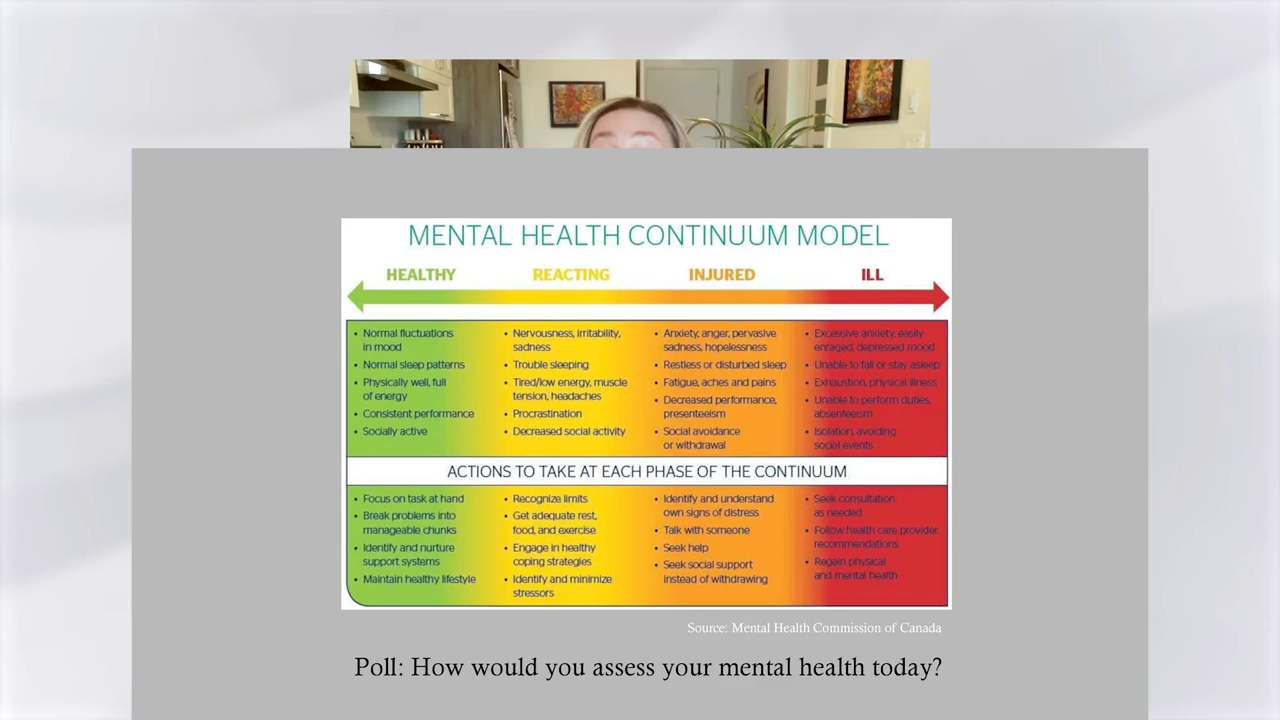 MENTAL HEALTH CONTINUUM MODEL
HEALTHY
REACTING
INJURED
ILL
• Normal fluctuations
in mood
• Normal sleep patterns
• Physically well, full
of energy
• Consistent performance
• Socially active
• Nervousness, irritability,
sadness
• Trouble sleeping
• Tired/low energy, muscle
tension, headaches
• Procrastination
• Decreased social activity
• Anxiety, anger, pervasive
sadness, hopelessness
• Restless or disturbed sleep
• Fatigue, aches and pains
• Decreased performance,
presenteeism
• Social avoidance
or withdrawal
• Excessive anxiety, easily
enraged, depressed mood
• Unable to fall or stay asleep
• Exhaustion, physical illness
• Unable to perform duties,
absenteeism
• Isolation, avoiding
social events
ACTIONS TO TAKE AT EACH PHASE OF THE CONTINUUM
• Focus on task at hand
• Break problems into
manageable chunks
• Identify and nurture
support systems
• Maintain healthy lifestyle
• Recognize limits
• Get adequate rest,
food, and exercise
• Engage in healthy
coping strategies
• Identify and minimize
stressors
• Identify and understand
own signs of distress
• Talk with someone
• Seek help
• Seek social support
instead of withdrawing
• Seek consultation
as needed
• Follow health care provider
recommendations
• Regain physical
and mental health
Source: Mental Health Commission of Canada
Poll: How would you assess your mental health today?